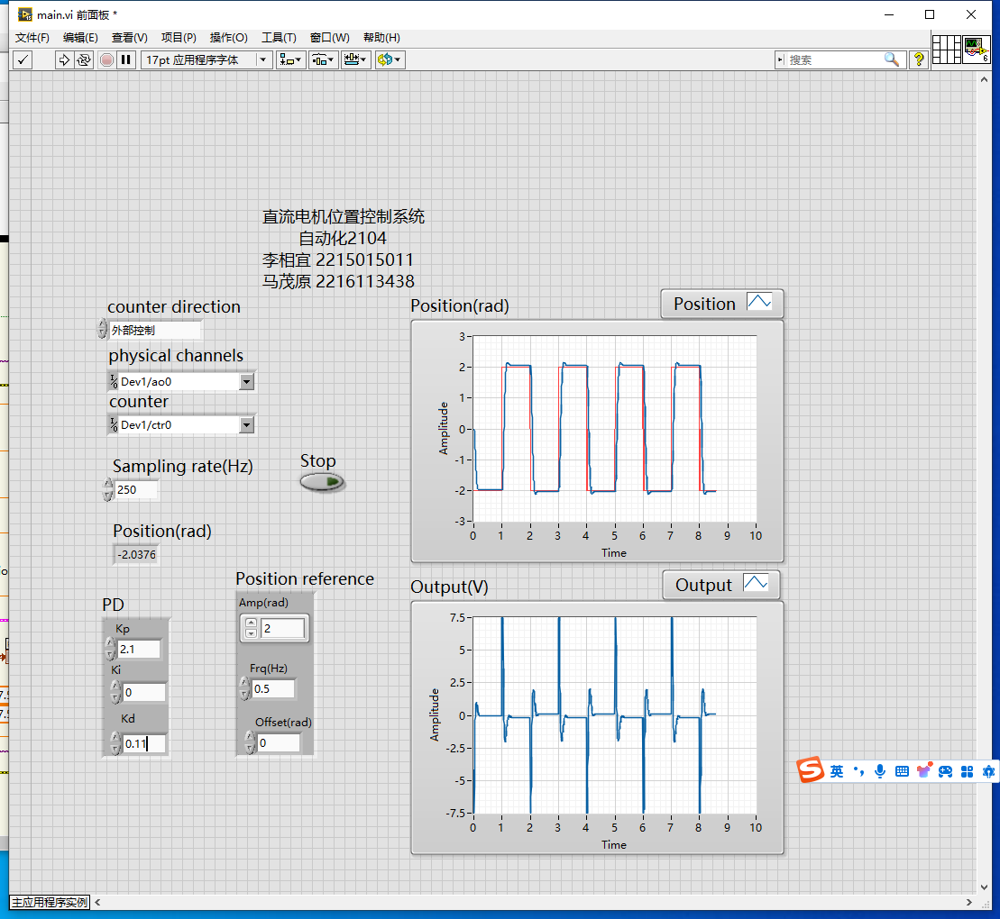 main.vi 前面板 *
文件(F) 编辑(E) 查看(V) 项目(P) 操作(O) 工具(T) 窗口(W) 帮助(H)
17pt 应用程序字体
搜索
?
6
直流电机位置控制系统
自动化2104
李相宜 2215015011
马茂原 2216113438
counter direction
外部控制
physical channels
Dev1/ao0
counter
Dev1/ctr0
Sampling rate(Hz)
250
Stop
Position(rad)
-2.0376
PD
Kp
2.1
Ki
0
Kd
0.11
Position reference
Amp(rad)
2
Frq(Hz)
0.5
Offset(rad)
0
Position(rad)
Position
Amplitude
3
2
1
0
-1
-2
-3
0 1 2 3 4 5 6 7 8 9 10
Time
Output(V)
Output
Amplitude
7.5
5
2.5
0
-2.5
-5
-7.5
0 1 2 3 4 5 6 7 8 9 10
Time
英
主应用程序实例